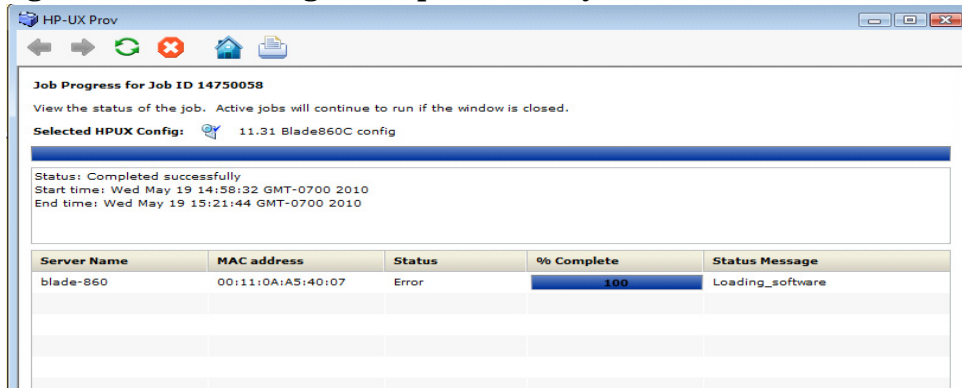 HP-UX Prov
Job Progress for Job ID 14750058
View the status of the job. Active jobs will continue to run if the window is closed.
Selected HPUX Config: 11.31 Blade860C config
Status: Completed successfully
Start time: Wed May 19 14:58:32 GMT-0700 2010
End time: Wed May 19 15:21:44 GMT-0700 2010
Server Name MAC address Status % Complete Status Message
blade-860 00:11:0A:A5:40:07 Error 100 Loading_software